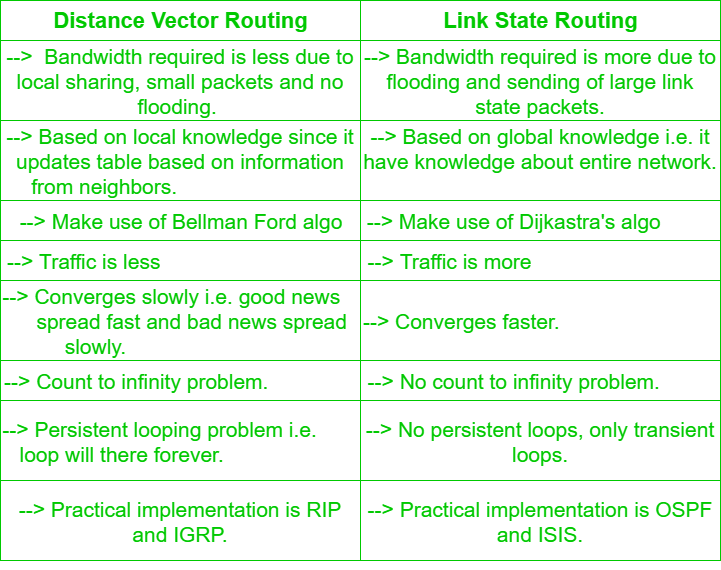 Distance Vector Routing
Link State Routing
--> Bandwidth required is less due to
local sharing, small packets and no
flooding.
--> Bandwidth required is more due to
flooding and sending of large link
state packets.
--> Based on local knowledge since it
updates table based on information
from neighbors.
--> Based on global knowledge i.e. it
have knowledge about entire network.
--> Make use of Bellman Ford algo
--> Make use of Dijkastra's algo
--> Traffic is less
--> Traffic is more
--> Converges slowly i.e. good news
spread fast and bad news spread
slowly.
--> Converges faster.
--> Count to infinity problem.
--> No count to infinity problem.
--> Persistent looping problem i.e.
loop will there forever.
--> No persistent loops, only transient
loops.
--> Practical implementation is RIP
and IGRP.
--> Practical implementation is OSPF
and ISIS.